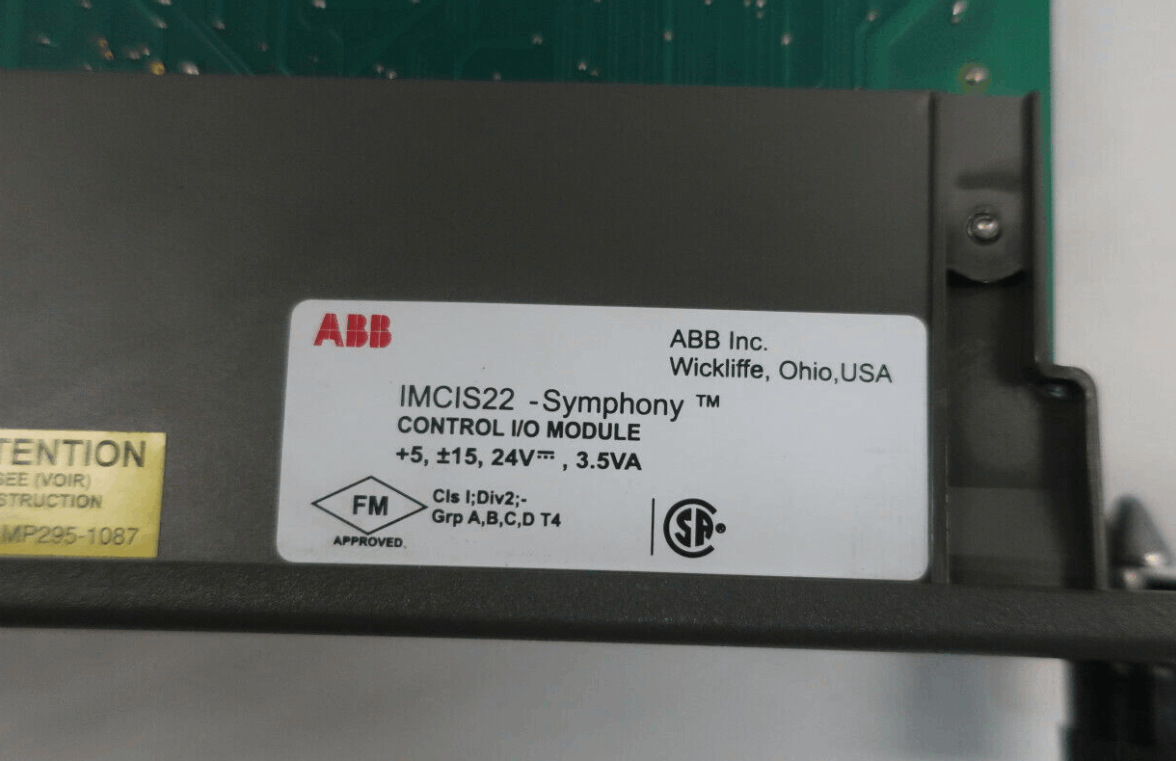 ABB
ABB Inc.
Wickliffe, Ohio,USA
IMCIS22 -Symphony ™
CONTROL I/O MODULE
+5, ±15, 24V⎓ , 3.5VA
FM
APPROVED
Cls I;Div2;-
Grp A,B,C,D T4
SA®
TENTION
SEE (VOIR)
STRUCTION
MP295-1087